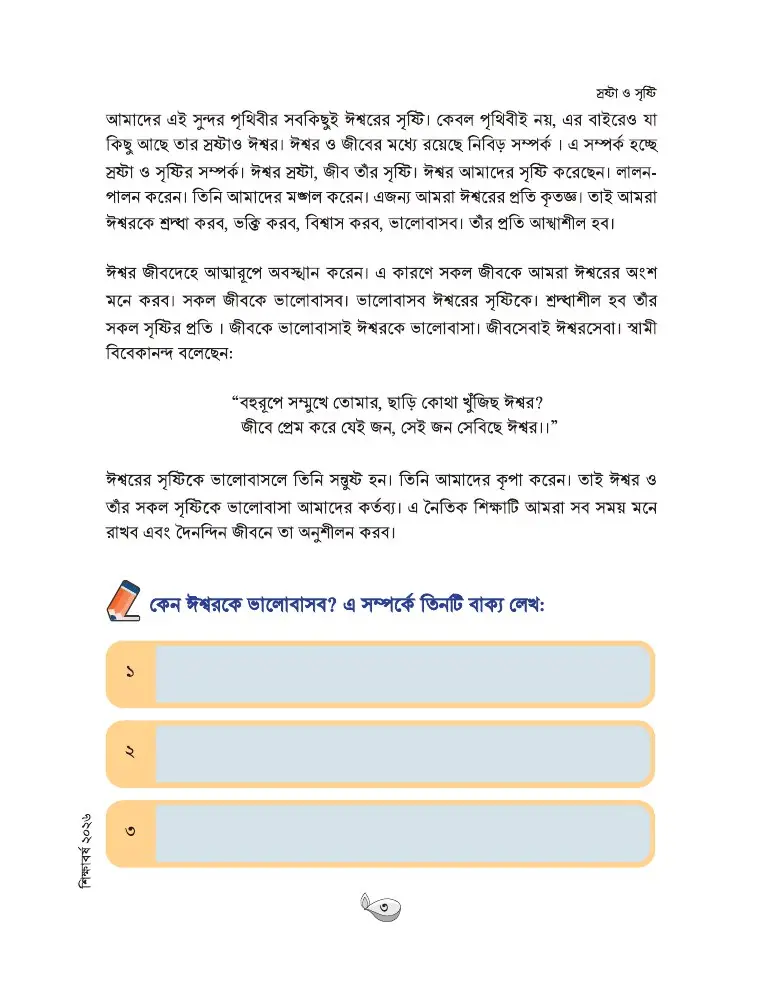 স্রষ্টা ও সৃষ্টি
আমাদের এই সুন্দর পৃথিবীর সবকিছুই ঈশ্বরের সৃষ্টি। কেবল পৃথিবীই নয়, এর বাইরেও যা
কিছু আছে তার স্রষ্টাও ঈশ্বর। ঈশ্বর ও জীবের মধ্যে রয়েছে নিবিড় সম্পর্ক । এ সম্পর্ক হচ্ছে
স্রষ্টা ও সৃষ্টির সম্পর্ক। ঈশ্বর স্রষ্টা, জীব তাঁর সৃষ্টি। ঈশ্বর আমাদের সৃষ্টি করেছেন। লালন-
পালন করেন। তিনি আমাদের মঙ্গল করেন। এজন্য আমরা ঈশ্বরের প্রতি কৃতজ্ঞ। তাই আমরা
ঈশ্বরকে শ্রদ্ধা করব, ভক্তি করব, বিশ্বাস করব, ভালোবাসব। তাঁর প্রতি আস্থাশীল হব।
ঈশ্বর জীবদেহে আত্মারূপে অবস্থান করেন। এ কারণে সকল জীবকে আমরা ঈশ্বরের অংশ
মনে করব। সকল জীবকে ভালোবাসব। ভালোবাসব ঈশ্বরের সৃষ্টিকে। শ্রদ্ধাশীল হব তাঁর
সকল সৃষ্টির প্রতি । জীবকে ভালোবাসাই ঈশ্বরকে ভালোবাসা। জীবসেবাই ঈশ্বরসেবা। স্বামী
বিবেকানন্দ বলেছেন:
“বহুরূপে সম্মুখে তোমার, ছাড়ি কোথা খুঁজিছ ঈশ্বর?
জীবে প্রেম করে যেই জন, সেই জন সেবিছে ঈশ্বর।।”
ঈশ্বরের সৃষ্টিকে ভালোবাসলে তিনি সন্তুষ্ট হন। তিনি আমাদের কৃপা করেন। তাই ঈশ্বর ও
তাঁর সকল সৃষ্টিকে ভালোবাসা আমাদের কর্তব্য। এ নৈতিক শিক্ষাটি আমরা সব সময় মনে
রাখব এবং দৈনন্দিন জীবনে তা অনুশীলন করব।
কেন ঈশ্বরকে ভালোবাসব? এ সম্পর্কে তিনটি বাক্য লেখ:
১
২
৩
শিক্ষাবর্ষ ২০২৬
৩